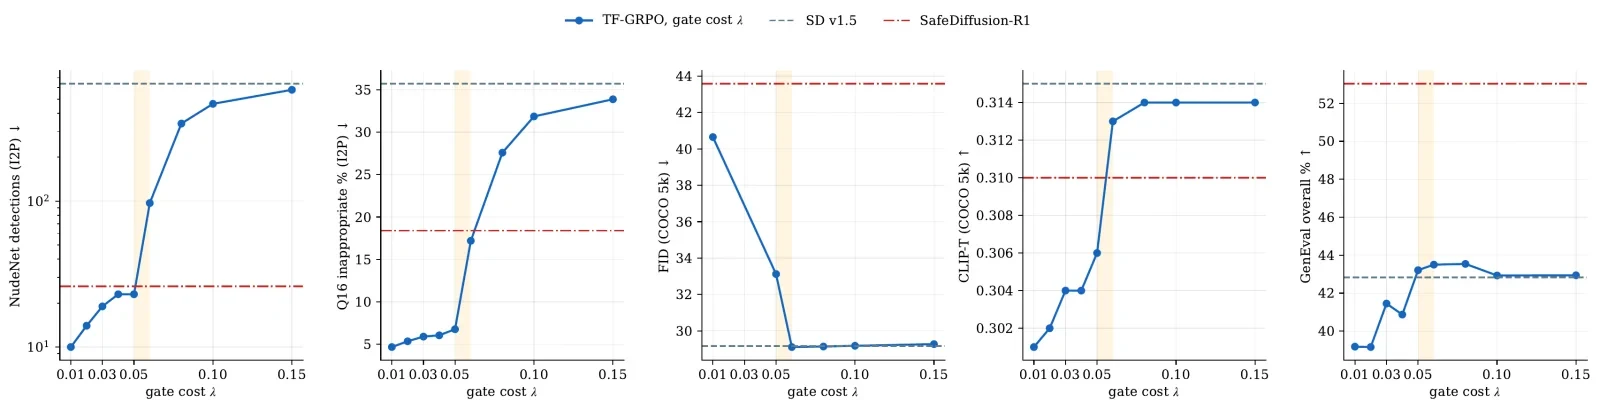 TF-GRPO, gate cost λ
SD v1.5
SafeDiffusion-R1
NudeNet detections (I2P) ↓
10²
10¹
0.01 0.03 0.05 0.10 0.15
gate cost λ
Q16 inappropriate % (I2P) ↓
35
30
25
20
15
10
5
0.01 0.03 0.05 0.10 0.15
gate cost λ
FID (COCO 5k) ↓
44
42
40
38
36
34
32
30
0.01 0.03 0.05 0.10 0.15
gate cost λ
CLIP-T (COCO 5k) ↑
0.314
0.312
0.310
0.308
0.306
0.304
0.302
0.01 0.03 0.05 0.10 0.15
gate cost λ
GenEval overall % ↑
52
50
48
46
44
42
40
0.01 0.03 0.05 0.10 0.15
gate cost λ